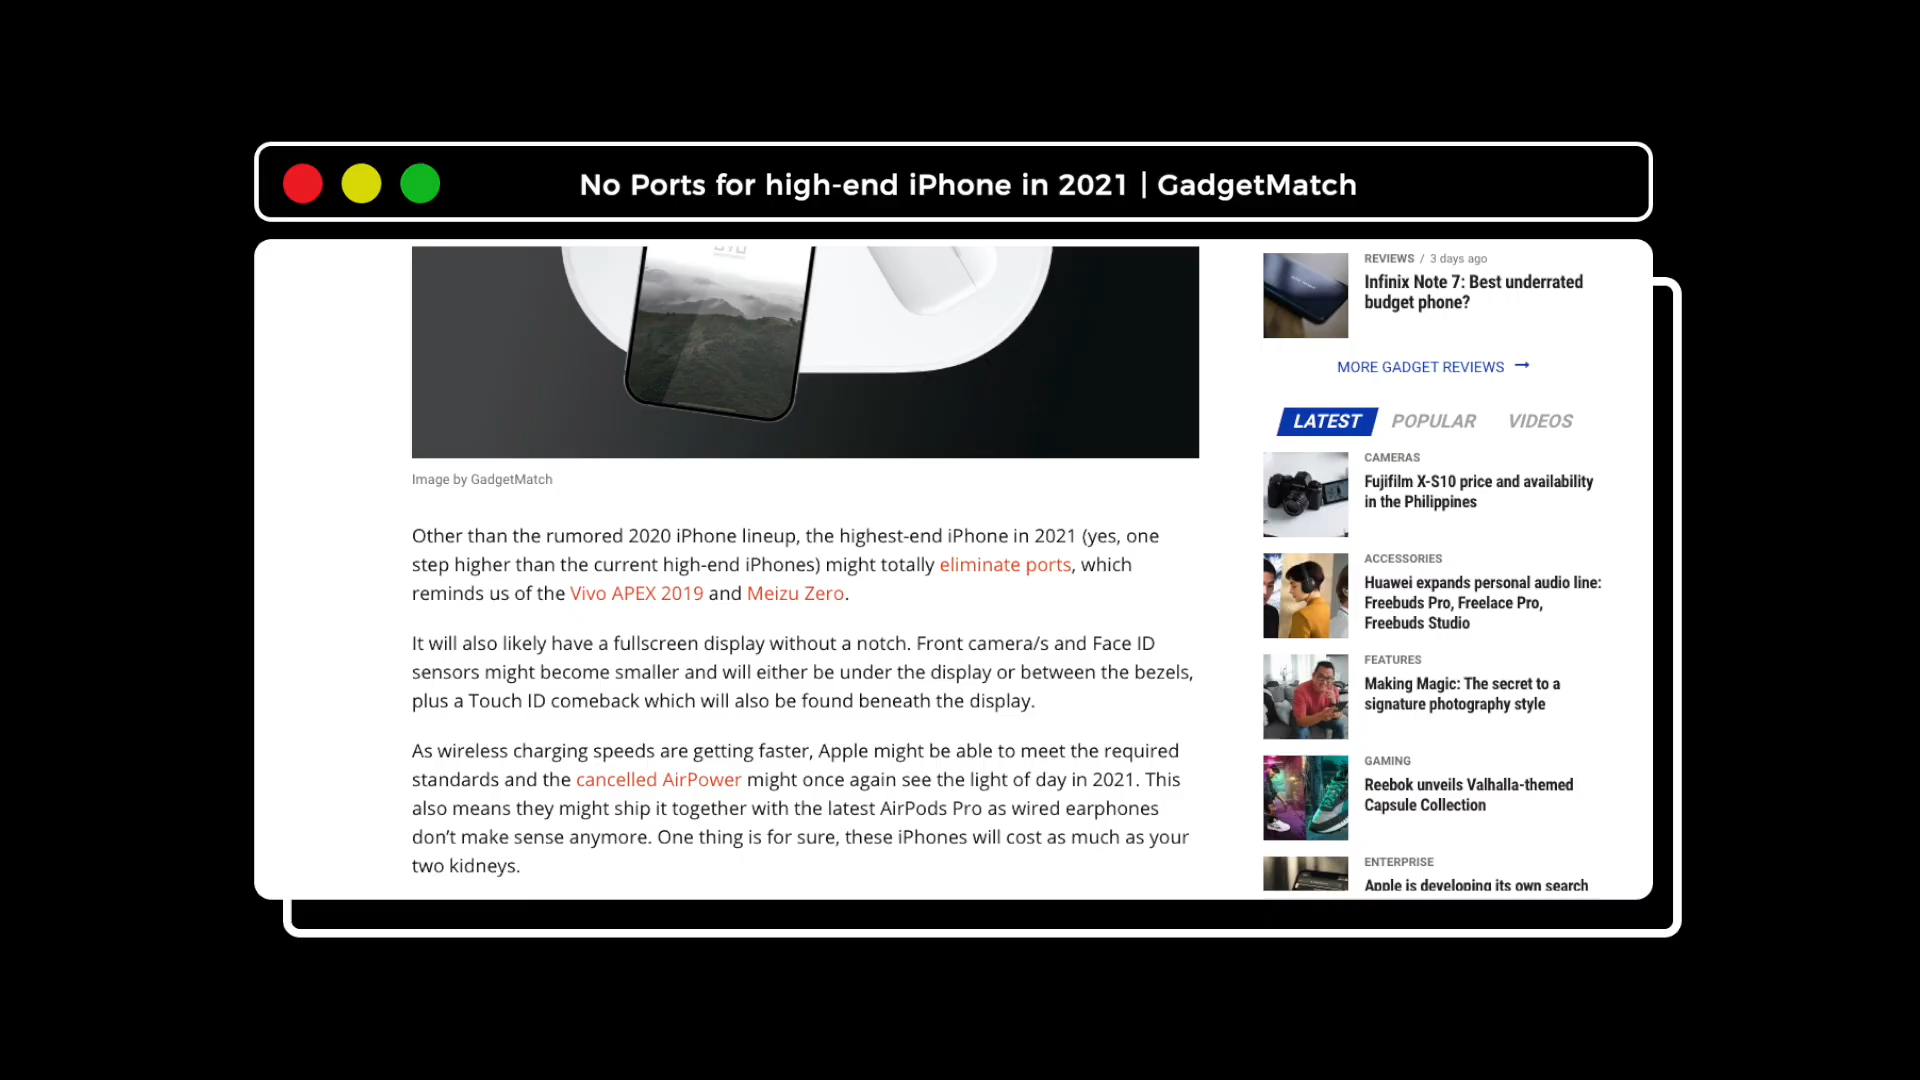 No Ports for high-end iPhone in 2021 | GadgetMatch
Image by GadgetMatch
Other than the rumored 2020 iPhone lineup, the highest-end iPhone in 2021 (yes, one
step higher than the current high-end iPhones) might totally eliminate ports, which
reminds us of the Vivo APEX 2019 and Meizu Zero.
It will also likely have a fullscreen display without a notch. Front camera/s and Face ID
sensors might become smaller and will either be under the display or between the bezels,
plus a Touch ID comeback which will also be found beneath the display.
As wireless charging speeds are getting faster, Apple might be able to meet the required
standards and the cancelled AirPower might once again see the light of day in 2021. This
also means they might ship it together with the latest AirPods Pro as wired earphones
don’t make sense anymore. One thing is for sure, these iPhones will cost as much as your
two kidneys.
REVIEWS / 3 days ago
Infinix Note 7: Best underrated
budget phone?
MORE GADGET REVIEWS →
LATEST POPULAR VIDEOS
CAMERAS
Fujifilm X-S10 price and availability
in the Philippines
ACCESSORIES
Huawei expands personal audio line:
Freebuds Pro, Freelace Pro,
Freebuds Studio
FEATURES
Making Magic: The secret to a
signature photography style
GAMING
Reebok unveils Valhalla-themed
Capsule Collection
ENTERPRISE
Apple is developing its own search